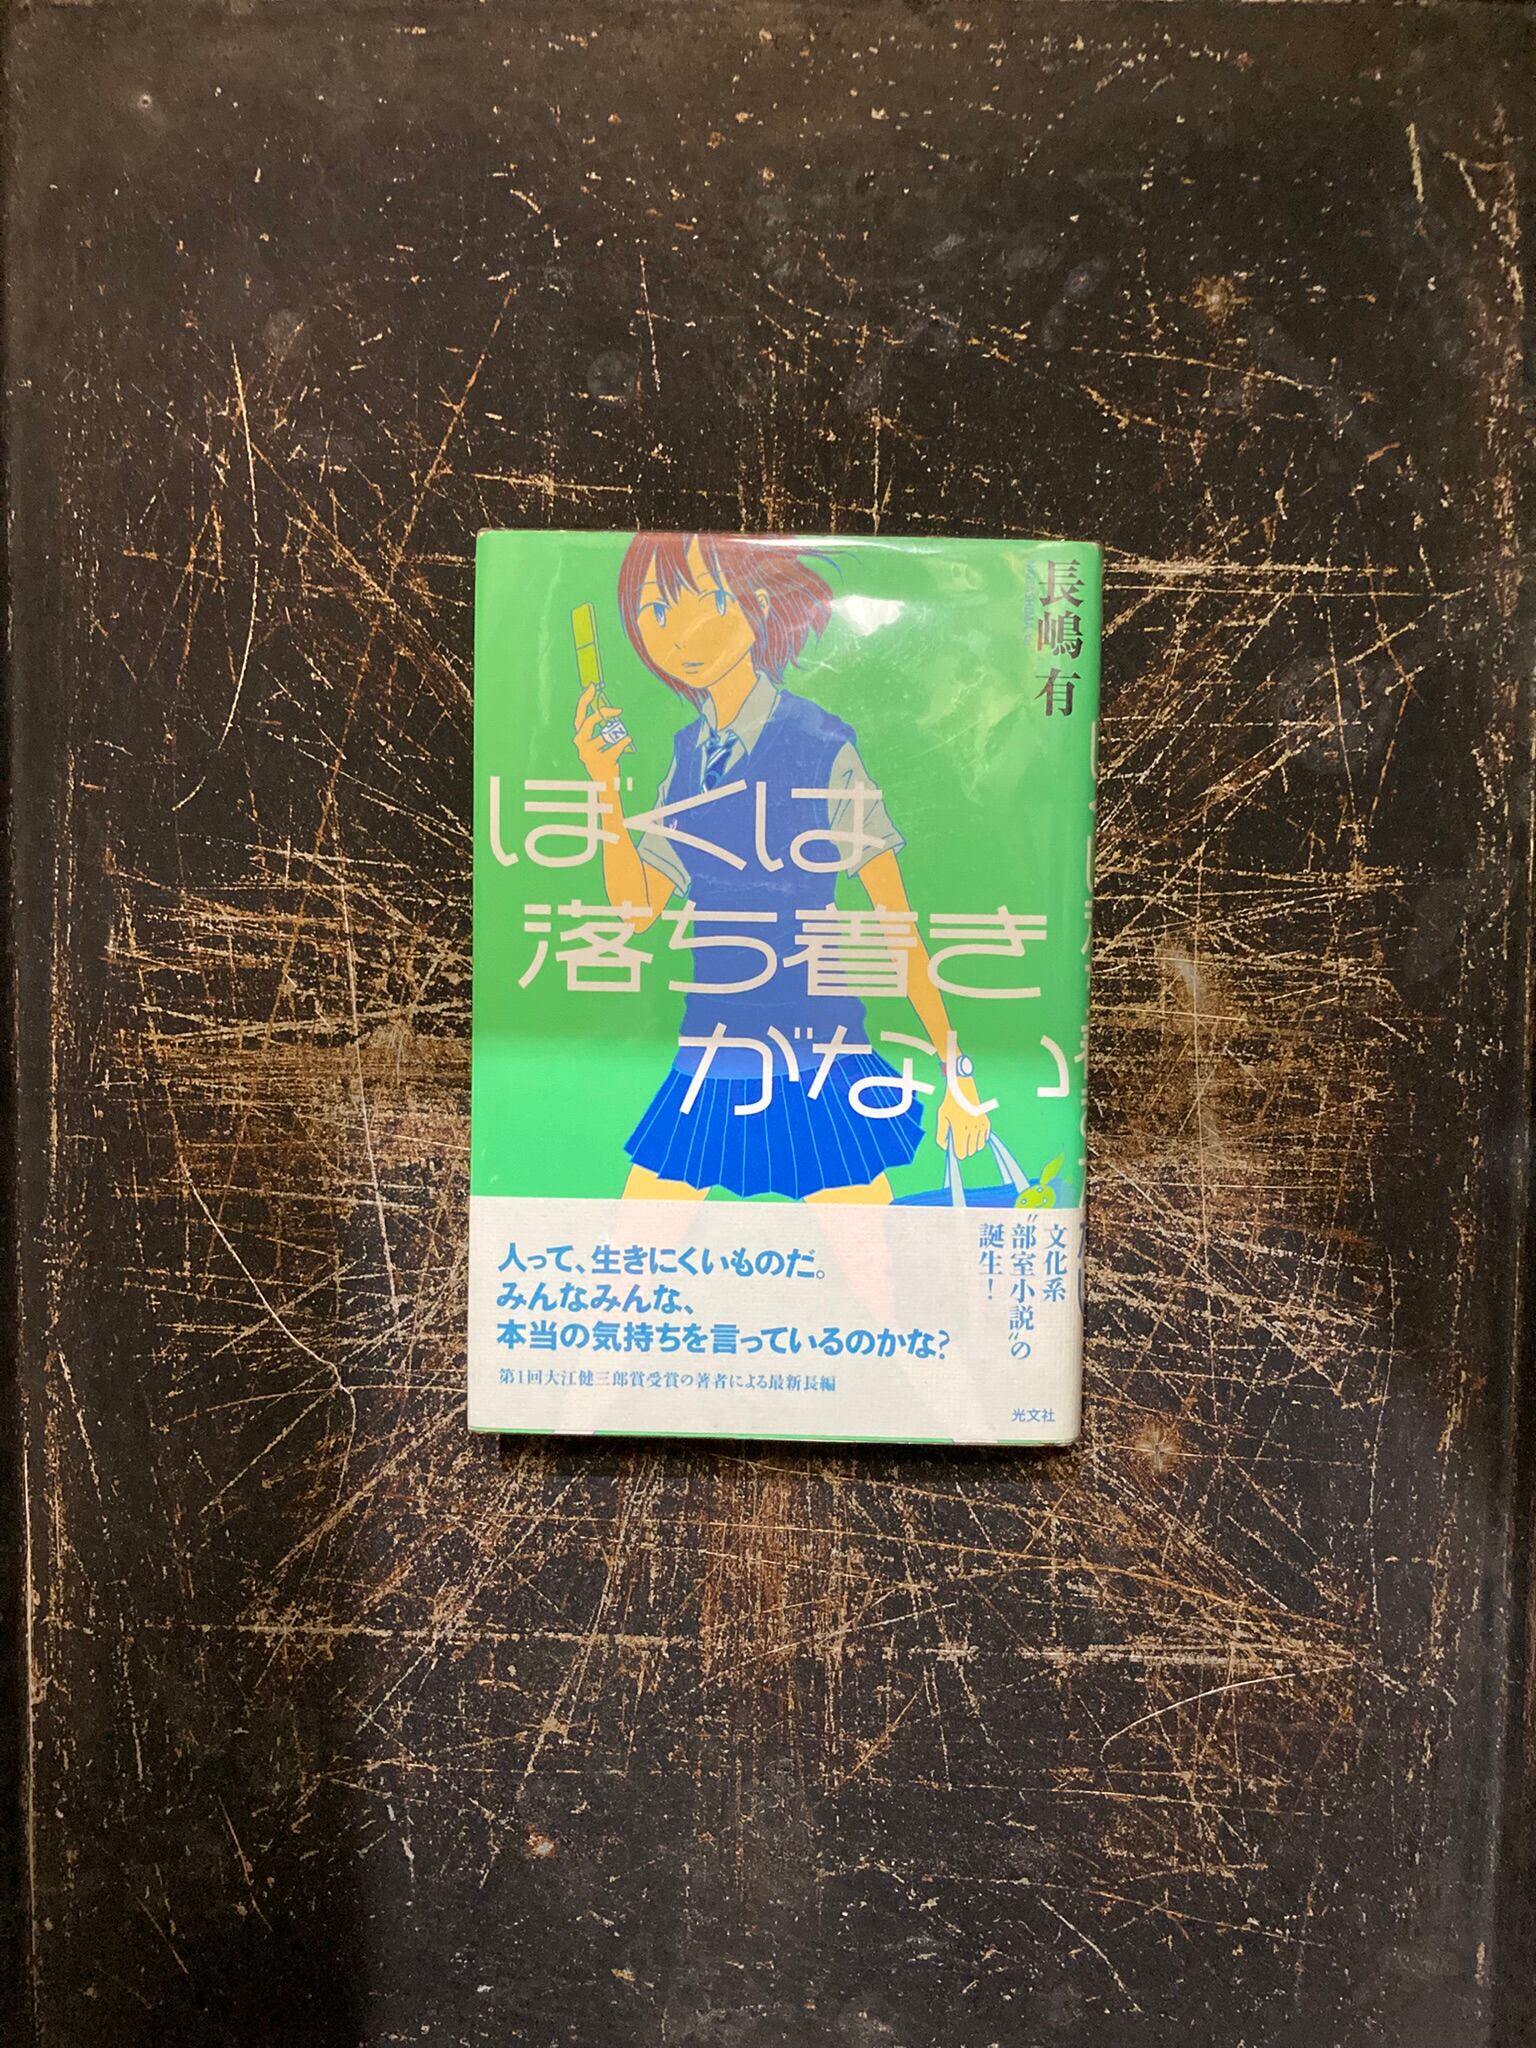 長嶋有
ぼくは
落ち着き
がない
文化系
“部室小説”の
誕生！
人って、生きにくいものだ。
みんなみんな、
本当の気持ちを言っているのかな？
第1回大江健三郎賞受賞の著者による最新長編
光文社